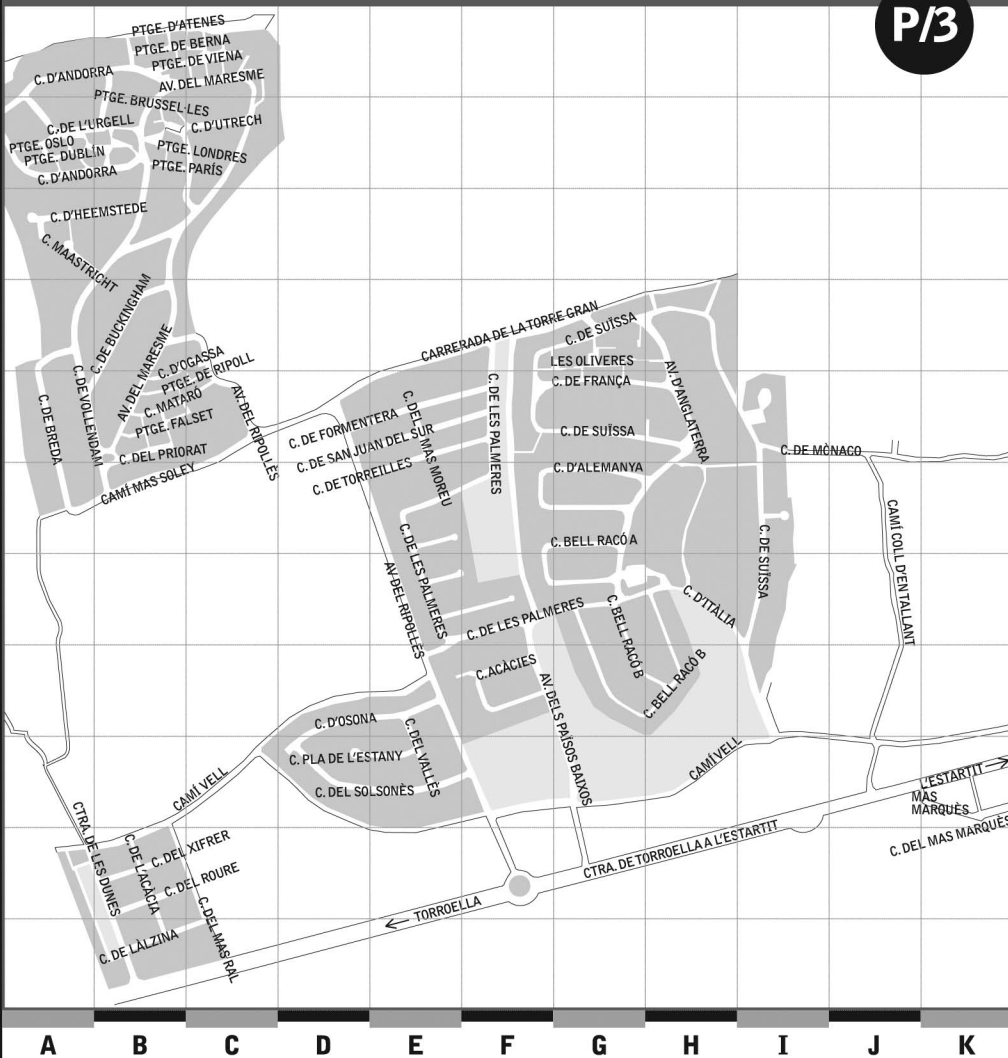 P/3
PTGE. D'ATENES
PTGE. DE BERNA
PTGE. DE VIENA
C. D'ANDORRA
AV. DEL MARESME
PTGE. BRUSSEL·LES
C. DE L'URGELL
C. D'UTRECH
PTGE. OSLO
PTGE. DUBLÍN
PTGE. LONDRES
PTGE. PARÍS
C. D'ANDORRA
C. D'HEEMSTEDE
C. MAASTRICHT
C. DE BUCKINGHAM
AV. DEL MARESME
C. D'OGASSA
PTGE. DE RIPOLL
C. MATARÓ
PTGE. FALSET
C. DEL PRIORAT
C. DE BREDA
C. DE VOLLENDAM
CAMÍ MAS SOLEY
AV. DEL RIPOLLÈS
CARRERADA DE LA TORRE GRAN
C. DE SUÏSSA
LES OLIVERES
C. DE FRANÇA
AV. D'ANGLATERRA
C. DE FORMENTERA
C. DEL MAS MOREU
C. DE LES PALMERES
C. DE SAN JUAN DEL SUR
C. DE TORREILLES
C. DE SUÏSSA
C. D'ALEMANYA
C. DE MÒNACO
CAMÍ COLL D'ENTALLANT
C. BELL RACÓ A
C. DE SUÏSSA
C. DE LES PALMERES
AV. DEL RIPOLLÈS
C. DE LES PALMERES
C. BELL RACÓ B
C. D'ITÀLIA
C. ACÀCIES
C. BELL RACÓ B
AV. DELS PAÏSOS BAIXOS
C. D'OSONA
C. PLA DE L'ESTANY
C. DEL VALLÈS
C. DEL SOLSONÈS
CAMÍ VELL
CAMÍ VELL
L'ESTARTIT
MAS
MARQUÈS
C. DEL MAS MARQUÈS
CTRA. DE TORROELLA A L'ESTARTIT
CTRA. DE LES DUNES
C. DE L'ACÀCIA
C. DEL XIFRER
C. DEL ROURE
C. DEL MAS RAL
C. DE LÀLZINA
TORROELLA
A B C D E F G H I J K